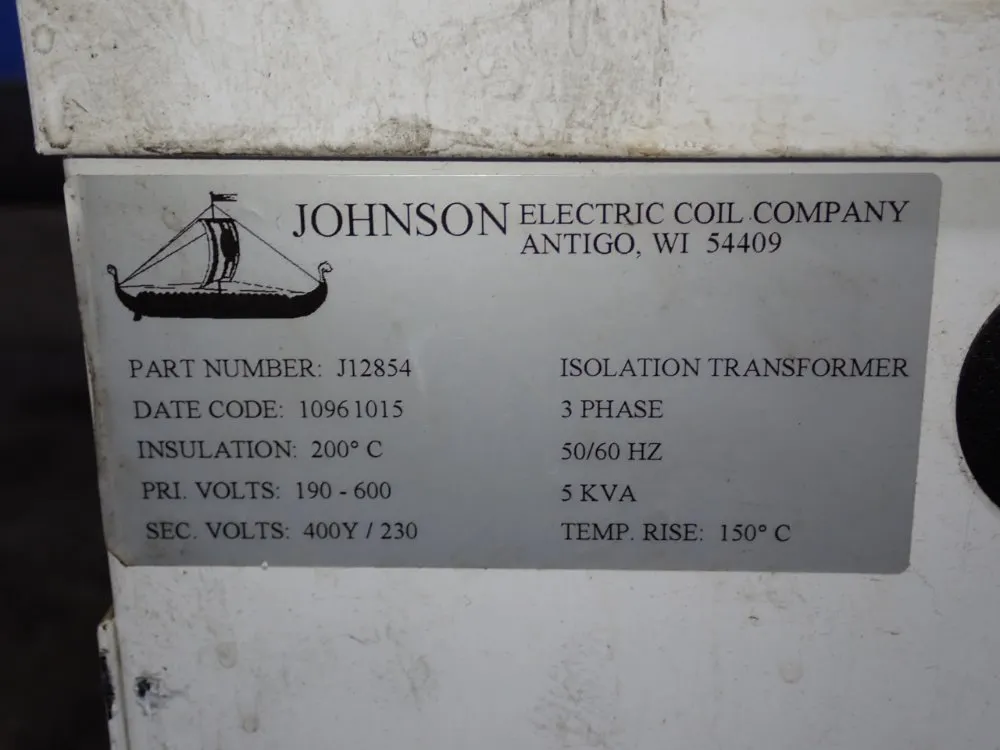 JOHNSON ELECTRIC COIL COMPANY
ANTIGO, WI 54409
PART NUMBER: J12854
ISOLATION TRANSFORMER
DATE CODE: 10961015
3 PHASE
INSULATION: 200° C
50/60 HZ
PRI. VOLTS: 190 - 600
5 KVA
SEC. VOLTS: 400Y / 230
TEMP. RISE: 150° C